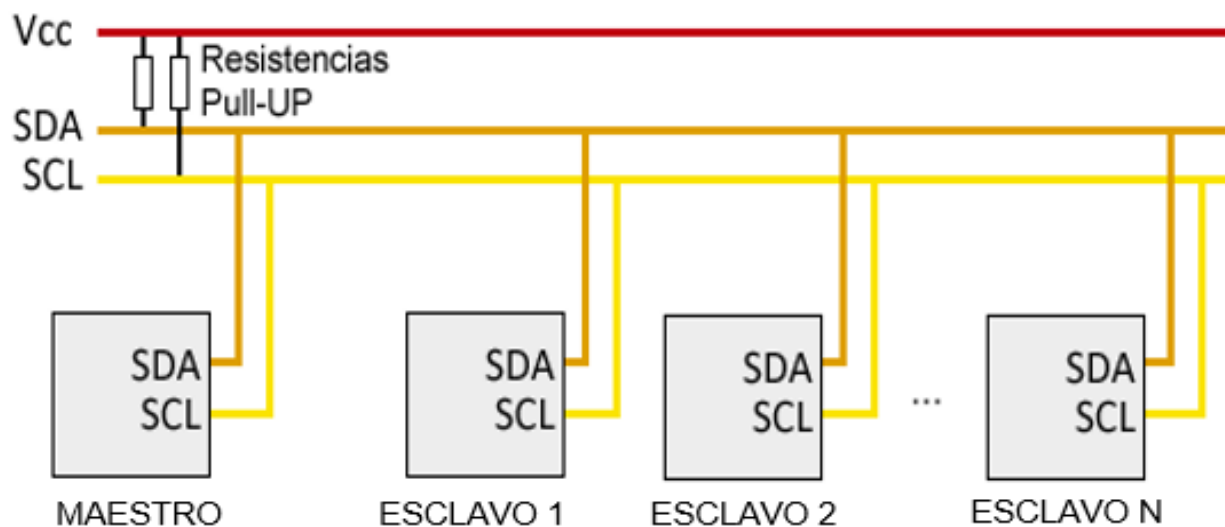 Vcc
Resistencias
Pull-UP
SDA
SCL
SDA
SCL
SDA
SCL
SDA
SCL
...
SDA
SCL
MAESTRO
ESCLAVO 1
ESCLAVO 2
ESCLAVO N